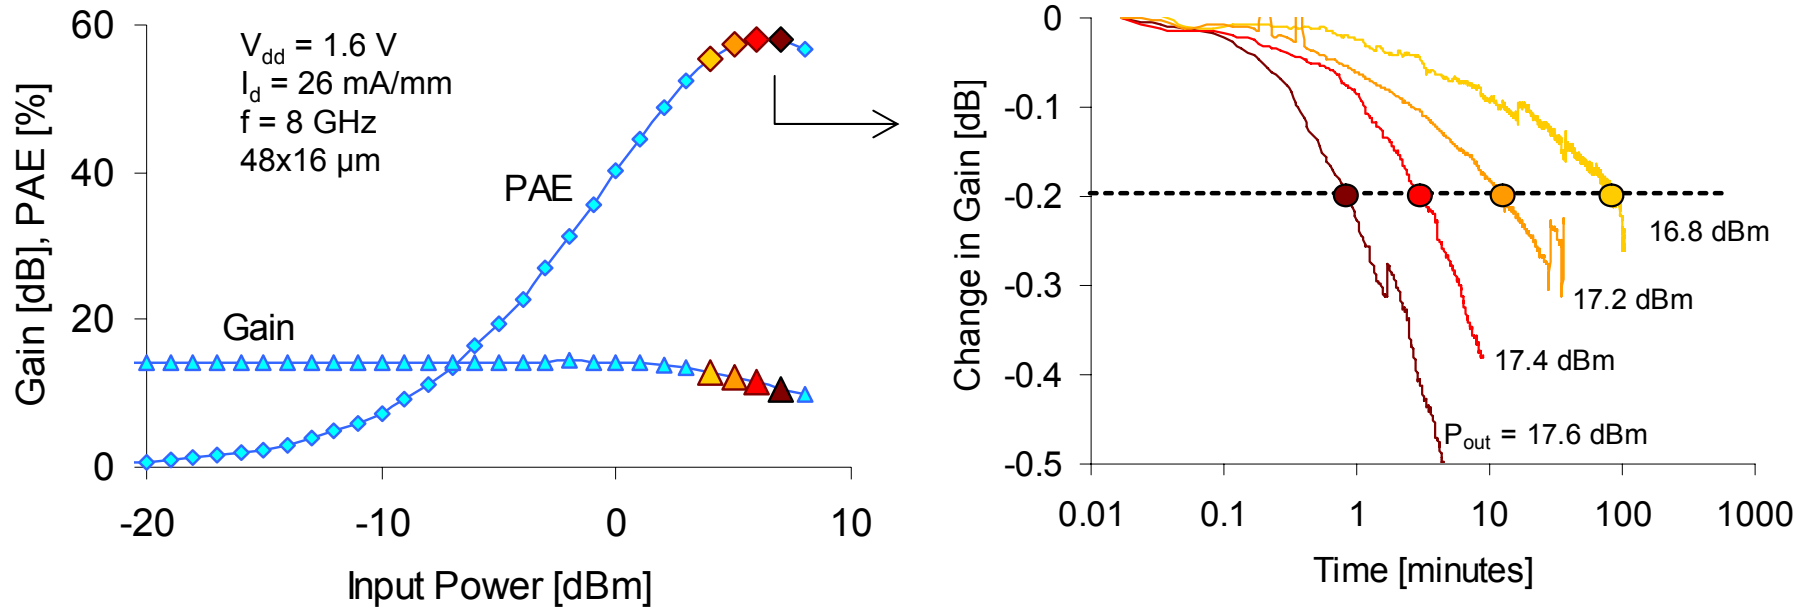 Gain [dB], PAE [%]
60
40
20
0
V_dd = 1.6 V
I_d = 26 mA/mm
f = 8 GHz
48x16 µm
PAE
Gain
-20
-10
0
10
Input Power [dBm]
Change in Gain [dB]
0
-0.1
-0.2
-0.3
-0.4
-0.5
16.8 dBm
17.2 dBm
17.4 dBm
P_out = 17.6 dBm
0.01
0.1
1
10
100
1000
Time [minutes]